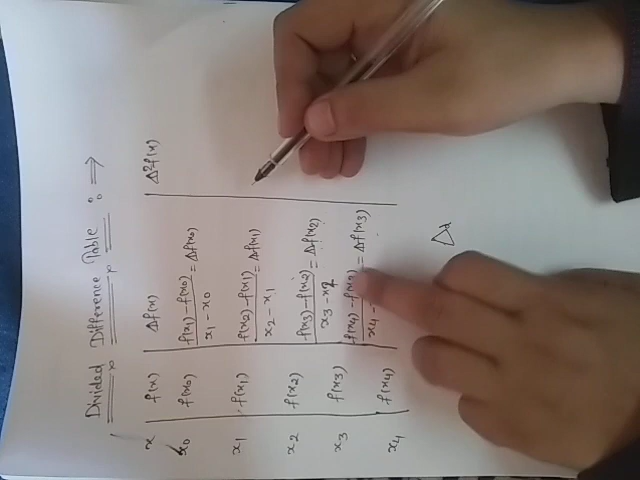 Divided Difference Table : ⇒
x f(x) Δf(x) Δ²f(x)
x0 f(x0) f(x1)-f(x0)/x1-x0 = Δf(x0)
x1 f(x1) f(x2)-f(x1)/x2-x1 = Δf(x1)
x2 f(x2) f(x3)-f(x2)/x3-x2 = Δf(x2)
x3 f(x3) f(x4)-f(x3)/x4- = Δf(x3)
x4 f(x4)